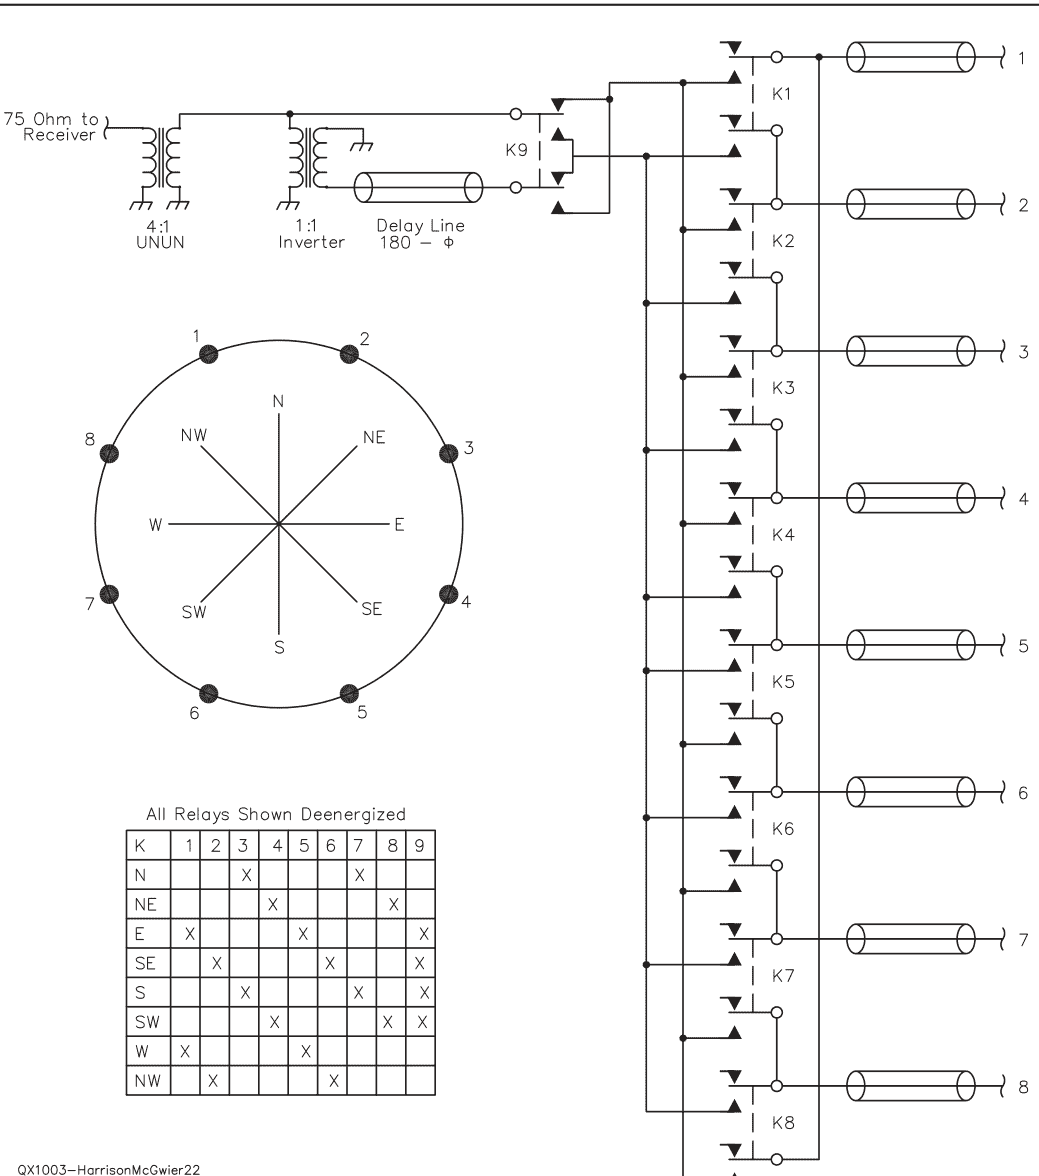 75 Ohm to
Receiver
4:1
UNUN
1:1
Inverter
Delay Line
180 – Φ
K9
K1
K2
K3
K4
K5
K6
K7
K8
1
2
3
4
5
6
7
8
1
2
3
4
5
6
7
8
N
NE
E
SE
S
SW
W
NW
All Relays Shown Deenergized
K 1 2 3 4 5 6 7 8 9
N X X
NE X X
E X X X
SE X X X
S X X X
SW X X X
W X X
NW X X
QX1003–HarrisonMcGwier22